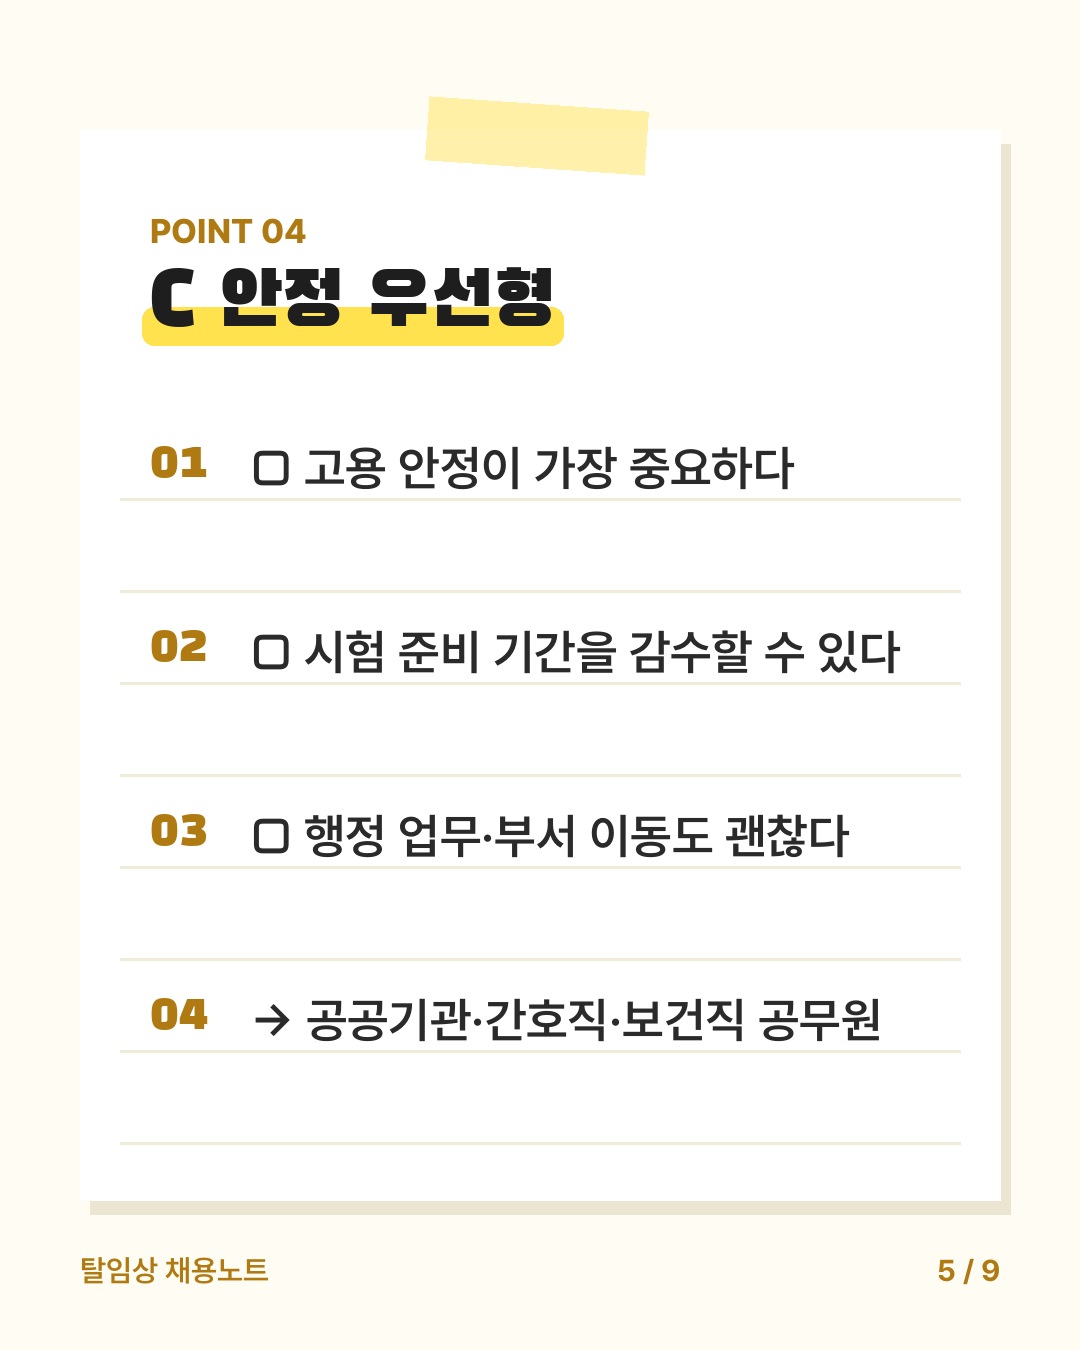 POINT 04
C 안정 우선형
01 □ 고용 안정이 가장 중요하다
02 □ 시험 준비 기간을 감수할 수 있다
03 □ 행정 업무·부서 이동도 괜찮다
04 → 공공기관·간호직·보건직 공무원
탈임상 채용노트
5 / 9